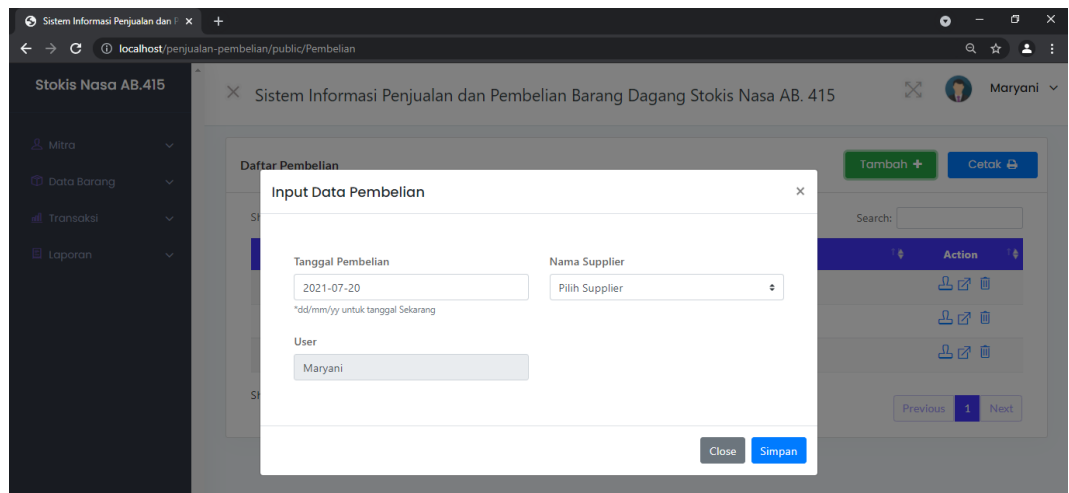 Sistem Informasi Penjualan dan P
localhost/penjualan-pembelian/public/Pembelian
Stokis Nasa AB.415
Sistem Informasi Penjualan dan Pembelian Barang Dagang Stokis Nasa AB. 415
Maryani
Mitra
Data Barang
Transaksi
Laporan
Daftar Pembelian
Tambah +
Cetak
Search:
Action
Input Data Pembelian
×
Tanggal Pembelian
Nama Supplier
2021-07-20
Pilih Supplier
*dd/mm/yy untuk tanggal Sekarang
User
Maryani
Previous 1 Next
Close
Simpan